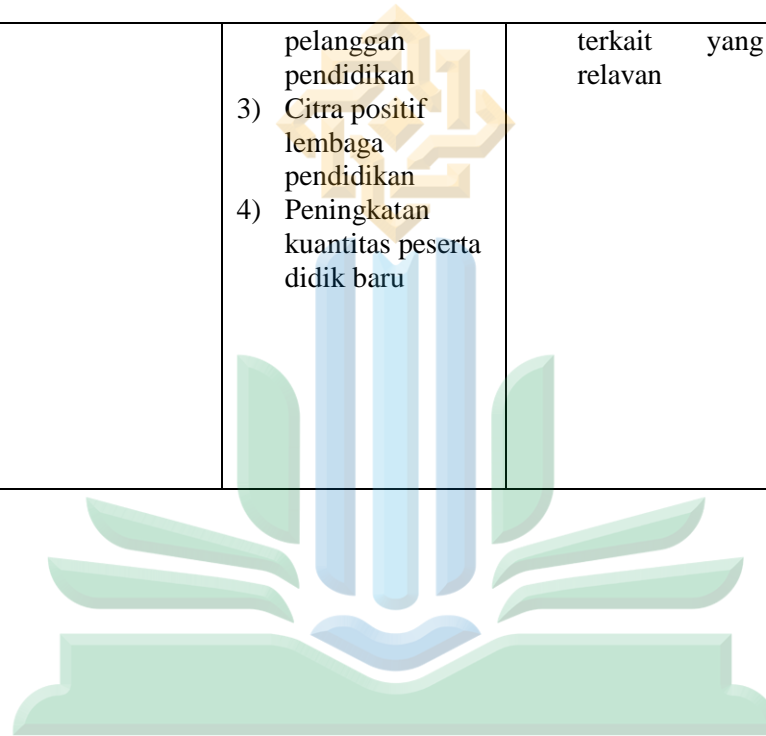 pelanggan
pendidikan
3) Citra positif
lembaga
pendidikan
4) Peningkatan
kuantitas peserta
didik baru
terkait yang
relavan